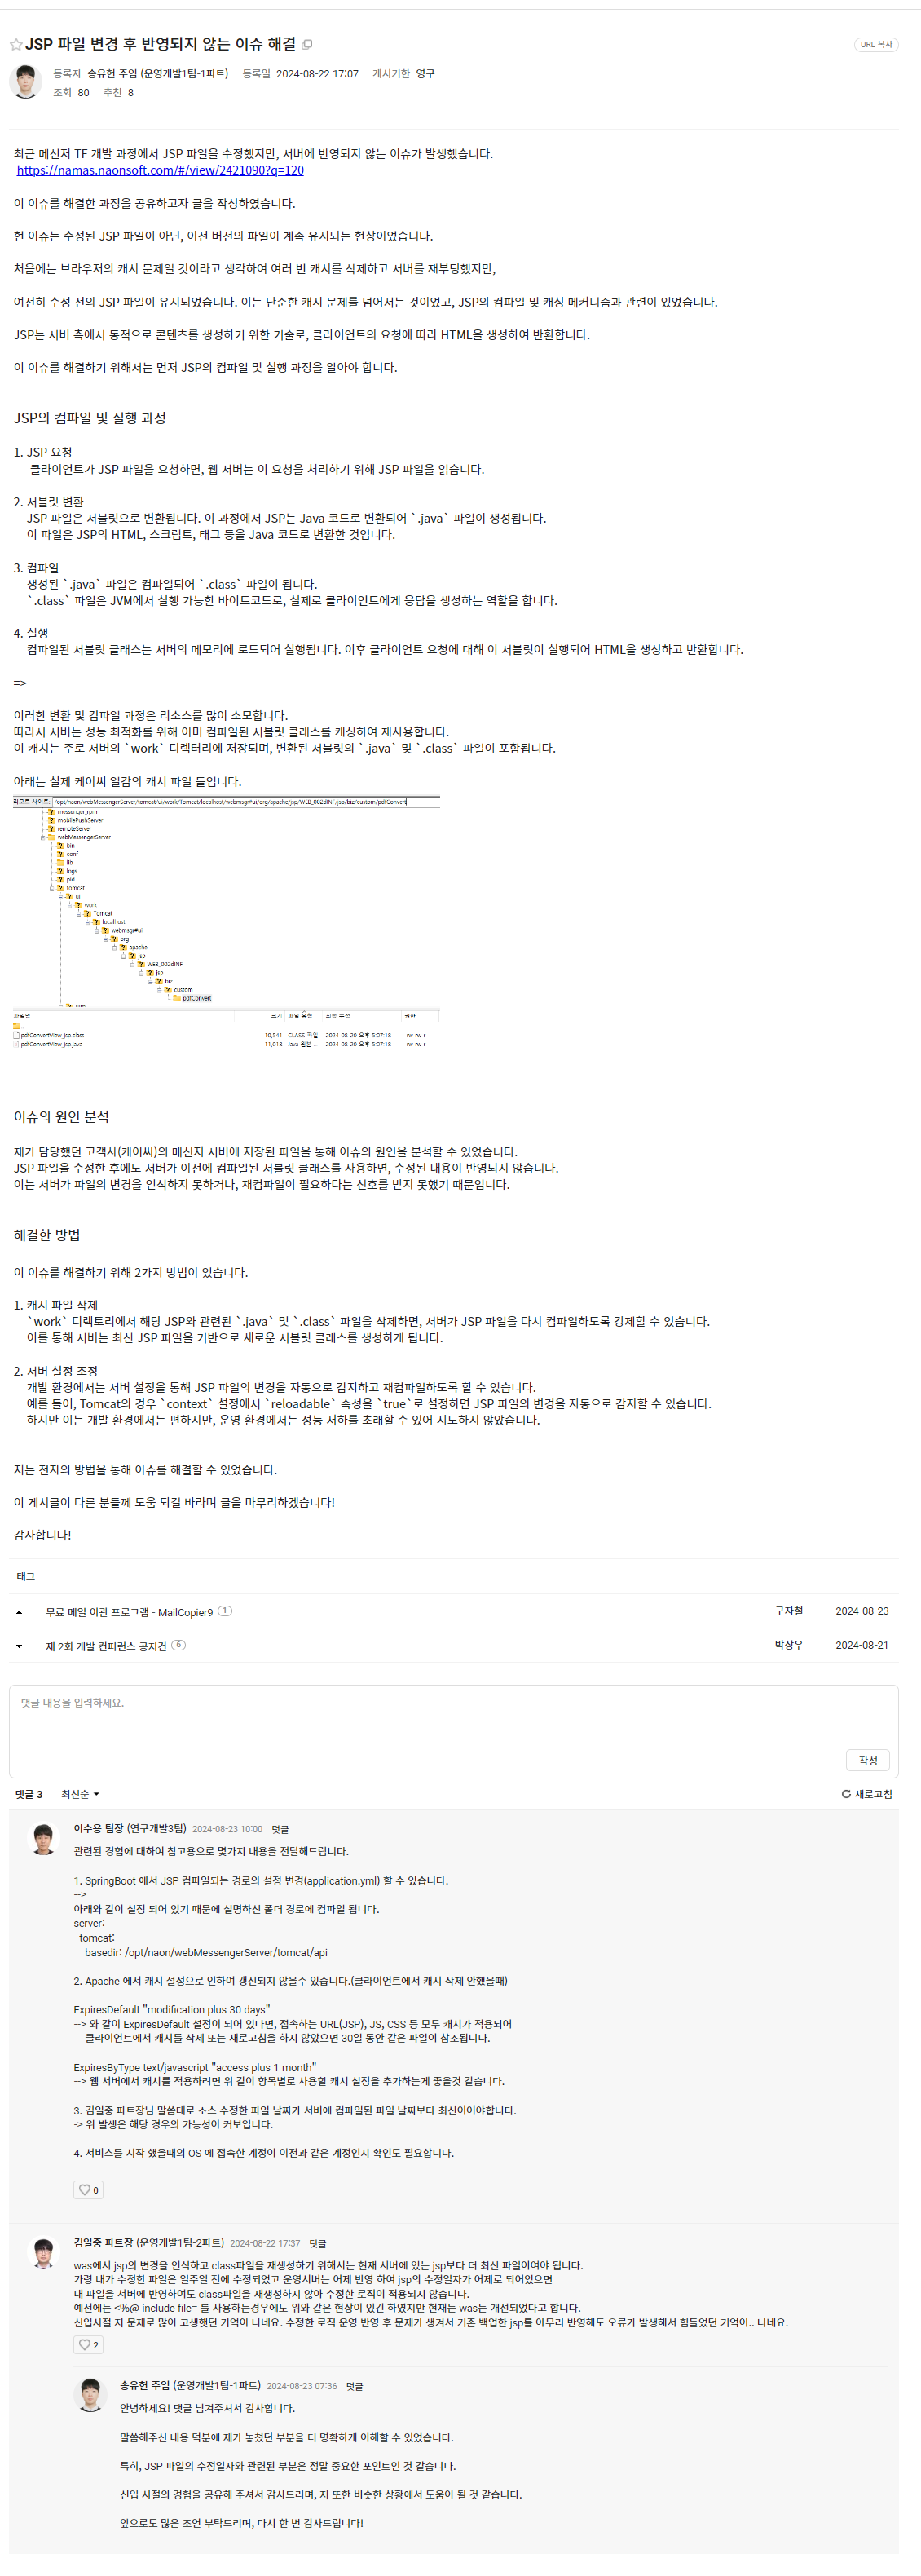 JSP 파일 변경 후 반영되지 않는 이슈 해결
URL 복사
등록자 송유헌 주임 (운영개발1팀-1파트) 등록일 2024-08-22 17:07 게시기한 영구
조회 80 추천 8
최근 메신저 TF 개발 과정에서 JSP 파일을 수정했지만, 서버에 반영되지 않는 이슈가 발생했습니다.
https://namas.naonsoft.com/#/view/2421090?q=120
이 이슈를 해결한 과정을 공유하고자 글을 작성하였습니다.
현 이슈는 수정된 JSP 파일이 아닌, 이전 버전의 파일이 계속 유지되는 현상이었습니다.
처음에는 브라우저의 캐시 문제일 것이라고 생각하여 여러 번 캐시를 삭제하고 서버를 재부팅했지만,
여전히 수정 전의 JSP 파일이 유지되었습니다. 이는 단순한 캐시 문제를 넘어서는 것이었고, JSP의 컴파일 및 캐싱 메커니즘과 관련이 있었습니다.
JSP는 서버 측에서 동적으로 콘텐츠를 생성하기 위한 기술로, 클라이언트의 요청에 따라 HTML을 생성하여 반환합니다.
이 이슈를 해결하기 위해서는 먼저 JSP의 컴파일 및 실행 과정을 알아야 합니다.
JSP의 컴파일 및 실행 과정
1. JSP 요청
클라이언트가 JSP 파일을 요청하면, 웹 서버는 이 요청을 처리하기 위해 JSP 파일을 읽습니다.
2. 서블릿 변환
JSP 파일은 서블릿으로 변환됩니다. 이 과정에서 JSP는 Java 코드로 변환되어 `.java` 파일이 생성됩니다.
이 파일은 JSP의 HTML, 스크립트, 태그 등을 Java 코드로 변환한 것입니다.
3. 컴파일
생성된 `.java` 파일은 컴파일되어 `.class` 파일이 됩니다.
`.class` 파일은 JVM에서 실행 가능한 바이트코드로, 실제로 클라이언트에게 응답을 생성하는 역할을 합니다.
4. 실행
컴파일된 서블릿 클래스는 서버의 메모리에 로드되어 실행됩니다. 이후 클라이언트 요청에 대해 이 서블릿이 실행되어 HTML을 생성하고 반환합니다.
=>
이러한 변환 및 컴파일 과정은 리소스를 많이 소모합니다.
따라서 서버는 성능 최적화를 위해 이미 컴파일된 서블릿 클래스를 캐싱하여 재사용합니다.
이 캐시는 주로 서버의 `work` 디렉터리에 저장되며, 변환된 서블릿의 `.java` 및 `.class` 파일이 포함됩니다.
아래는 실제 케이씨 일감의 캐시 파일 들입니다.
리모트 사이트: /opt/naon/webMessengerServer/tomcat/ui/work/Tomcat/localhost/webmsgr#ui/org/apache/jsp/WEB_002dINF/jsp/biz/custom/pdfConvert
messenger_rpm
mobilePushServer
remoteServer
webMessengerServer
bin
conf
lib
logs
pid
tomcat
ui
work
Tomcat
localhost
webmsgr#ui
org
apache
jsp
WEB_002dINF
jsp
biz
custom
pdfConvert
파일명 크기 파일 유형 최종 수정 권한
..
pdfConvertView_jsp.class 10,541 CLASS 파일 2024-08-20 오후 5:07:18 -rw-rw-r--
pdfConvertView_jsp.java 11,018 Java 원본 ... 2024-08-20 오후 5:07:18 -rw-rw-r--
이슈의 원인 분석
제가 담당했던 고객사(케이씨)의 메신저 서버에 저장된 파일을 통해 이슈의 원인을 분석할 수 있었습니다.
JSP 파일을 수정한 후에도 서버가 이전에 컴파일된 서블릿 클래스를 사용하면, 수정된 내용이 반영되지 않습니다.
이는 서버가 파일의 변경을 인식하지 못하거나, 재컴파일이 필요하다는 신호를 받지 못했기 때문입니다.
해결한 방법
이 이슈를 해결하기 위해 2가지 방법이 있습니다.
1. 캐시 파일 삭제
`work` 디렉토리에서 해당 JSP와 관련된 `.java` 및 `.class` 파일을 삭제하면, 서버가 JSP 파일을 다시 컴파일하도록 강제할 수 있습니다.
이를 통해 서버는 최신 JSP 파일을 기반으로 새로운 서블릿 클래스를 생성하게 됩니다.
2. 서버 설정 조정
개발 환경에서는 서버 설정을 통해 JSP 파일의 변경을 자동으로 감지하고 재컴파일하도록 할 수 있습니다.
예를 들어, Tomcat의 경우 `context` 설정에서 `reloadable` 속성을 `true`로 설정하면 JSP 파일의 변경을 자동으로 감지할 수 있습니다.
하지만 이는 개발 환경에서는 편하지만, 운영 환경에서는 성능 저하를 초래할 수 있어 시도하지 않았습니다.
저는 전자의 방법을 통해 이슈를 해결할 수 있었습니다.
이 게시글이 다른 분들께 도움 되길 바라며 글을 마무리하겠습니다!
감사합니다!
태그
무료 메일 이관 프로그램 - MailCopier9 1 구자철 2024-08-23
제 2회 개발 컨퍼런스 공지건 6 박상우 2024-08-21
댓글 내용을 입력하세요.
작성
댓글 3 최신순 새로고침
이수용 팀장 (연구개발3팀) 2024-08-23 10:00 덧글
관련된 경험에 대하여 참고용으로 몇가지 내용을 전달해드립니다.
1. SpringBoot 에서 JSP 컴파일되는 경로의 설정 변경(application.yml) 할 수 있습니다.
-->
아래와 같이 설정 되어 있기 때문에 설명하신 폴더 경로에 컴파일 됩니다.
server:
tomcat:
basedir: /opt/naon/webMessengerServer/tomcat/api
2. Apache 에서 캐시 설정으로 인하여 갱신되지 않을수 있습니다.(클라이언트에서 캐시 삭제 안했을때)
ExpiresDefault "modification plus 30 days"
--> 와 같이 ExpiresDefault 설정이 되어 있다면, 접속하는 URL(JSP), JS, CSS 등 모두 캐시가 적용되어
클라이언트에서 캐시를 삭제 또는 새로고침을 하지 않았으면 30일 동안 같은 파일이 참조됩니다.
ExpiresByType text/javascript "access plus 1 month"
--> 웹 서버에서 캐시를 적용하려면 위 같이 항목별로 사용할 캐시 설정을 추가하는게 좋을것 같습니다.
3. 김일중 파트장님 말씀대로 소스 수정한 파일 날짜가 서버에 컴파일된 파일 날짜보다 최신이어야합니다.
-> 위 발생은 해당 경우의 가능성이 커보입니다.
4. 서비스를 시작 했을때의 OS 에 접속한 계정이 이전과 같은 계정인지 확인도 필요합니다.
0
김일중 파트장 (운영개발1팀-2파트) 2024-08-22 17:37 덧글
was에서 jsp의 변경을 인식하고 class파일을 재생성하기 위해서는 현재 서버에 있는 jsp보다 더 최신 파일이여야 됩니다.
가령 내가 수정한 파일은 일주일 전에 수정되었고 운영서버는 어제 반영 하여 jsp의 수정일자가 어제로 되어있으면
내 파일을 서버에 반영하여도 class파일을 재생성하지 않아 수정한 로직이 적용되지 않습니다.
예전에는 <%@ include file= 를 사용하는경우에도 위와 같은 현상이 있긴 하였지만 현재는 was는 개선되었다고 합니다.
신입시절 저 문제로 많이 고생햇던 기억이 나네요. 수정한 로직 운영 반영 후 문제가 생겨서 기존 백업한 jsp를 아무리 반영해도 오류가 발생해서 힘들었던 기억이.. 나네요.
2
송유헌 주임 (운영개발1팀-1파트) 2024-08-23 07:36 덧글
안녕하세요! 댓글 남겨주셔서 감사합니다.
말씀해주신 내용 덕분에 제가 놓쳤던 부분을 더 명확하게 이해할 수 있었습니다.
특히, JSP 파일의 수정일자와 관련된 부분은 정말 중요한 포인트인 것 같습니다.
신입 시절의 경험을 공유해 주셔서 감사드리며, 저 또한 비슷한 상황에서 도움이 될 것 같습니다.
앞으로도 많은 조언 부탁드리며, 다시 한 번 감사드립니다!